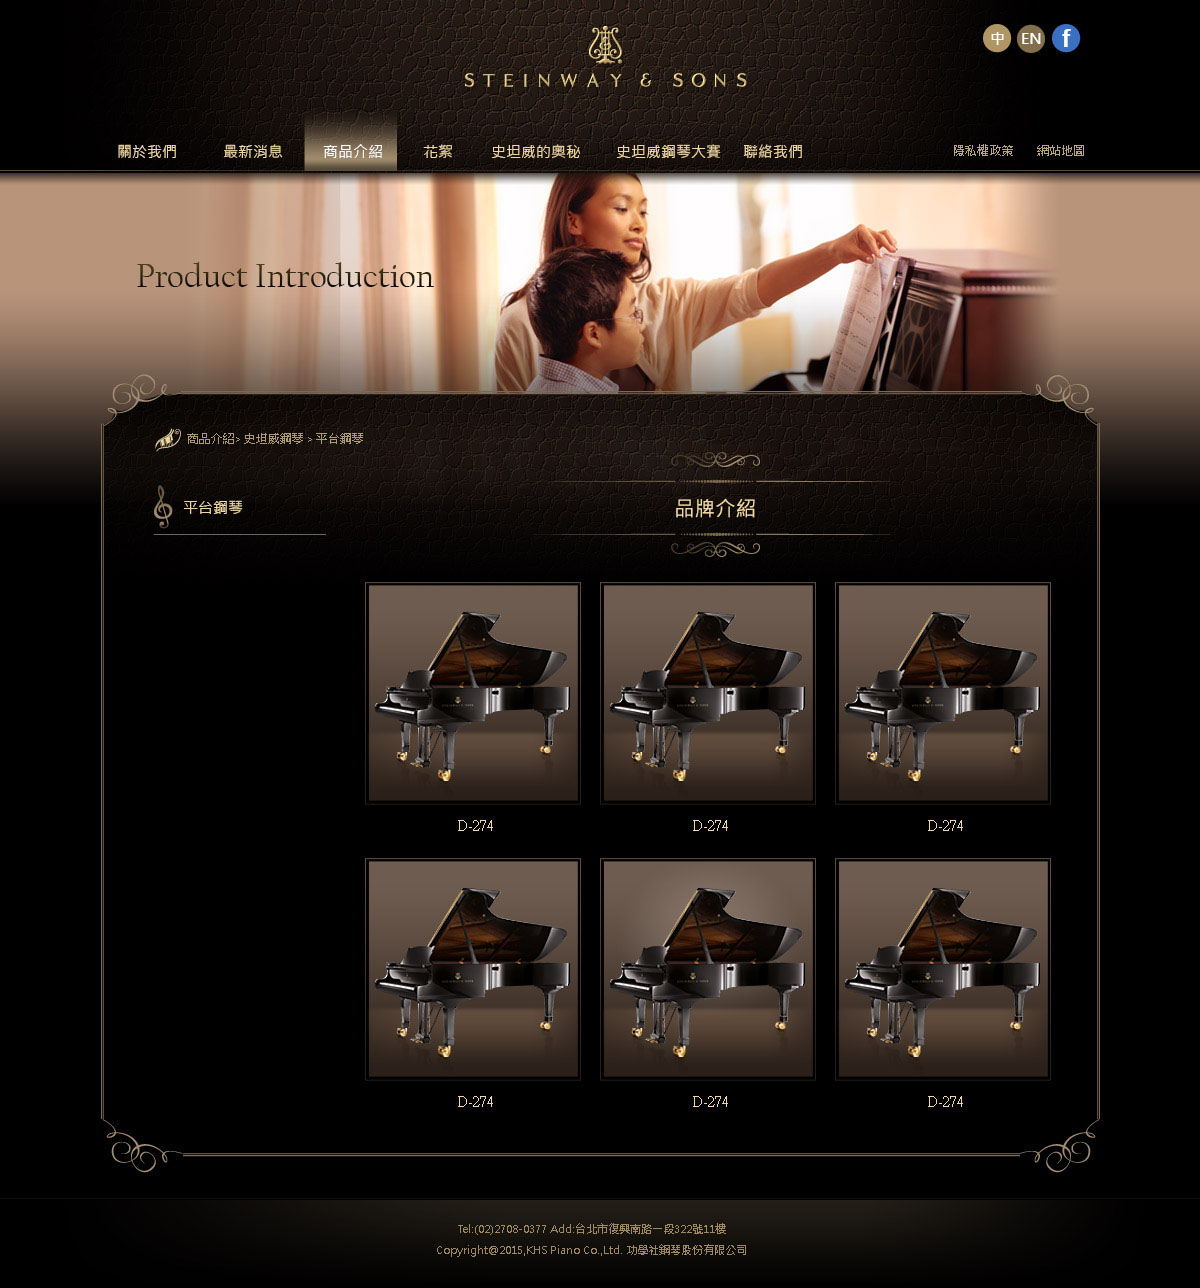 中 EN f
STEINWAY & SONS
關於我們 最新消息 商品介紹 花絮 史坦威的奧秘 史坦威鋼琴大賽 聯絡我們 隱私權政策 網站地圖
Product Introduction
商品介紹> 史坦威鋼琴 > 平台鋼琴
平台鋼琴
品牌介紹
D-274 D-274 D-274
D-274 D-274 D-274
Tel:(02)2708-0377 Add:台北市復興南路一段322號11樓
Copyright@2015,KHS Piano Co.,Ltd. 功學社鋼琴股份有限公司